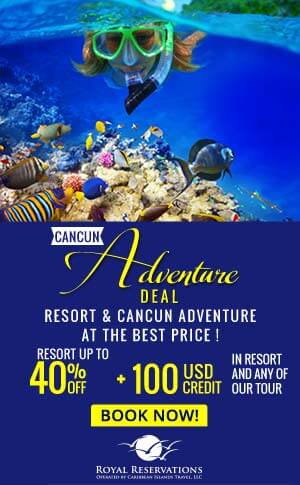 CANCUN
Adventure
DEAL
RESORT & CANCUN ADVENTURE
AT THE BEST PRICE !
RESORT UP TO
40% OFF
+ 100 USD CREDIT
IN RESORT
AND ANY OF
OUR TOUR
BOOK NOW!
ROYAL RESERVATIONS
OPERATED BY CARIBBEAN ISLANDS TRAVEL, LLC